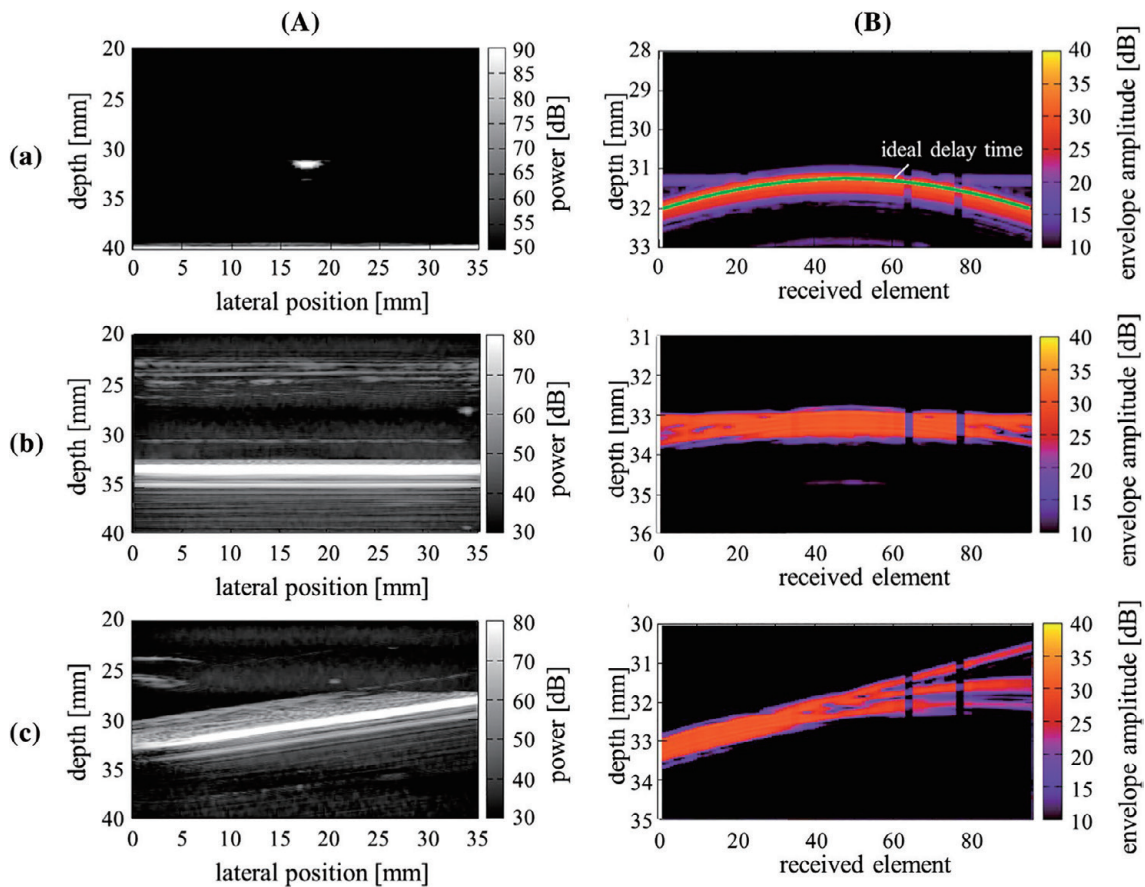 (A)
(B)
(a)
20
25
30
35
40
depth [mm]
0 5 10 15 20 25 30 35
lateral position [mm]
90
85
80
75
70
65
60
55
50
power [dB]
28
29
30
31
32
33
depth [mm]
ideal delay time
0 20 40 60 80
received element
40
35
30
25
20
15
10
envelope amplitude [dB]
(b)
20
25
30
35
40
depth [mm]
0 5 10 15 20 25 30 35
lateral position [mm]
80
70
60
50
40
30
power [dB]
31
32
33
34
35
36
depth [mm]
0 20 40 60 80
received element
40
35
30
25
20
15
10
envelope amplitude [dB]
(c)
20
25
30
35
40
depth [mm]
0 5 10 15 20 25 30 35
lateral position [mm]
80
70
60
50
40
30
power [dB]
30
31
32
33
34
35
depth [mm]
0 20 40 60 80
received element
40
35
30
25
20
15
10
envelope amplitude [dB]